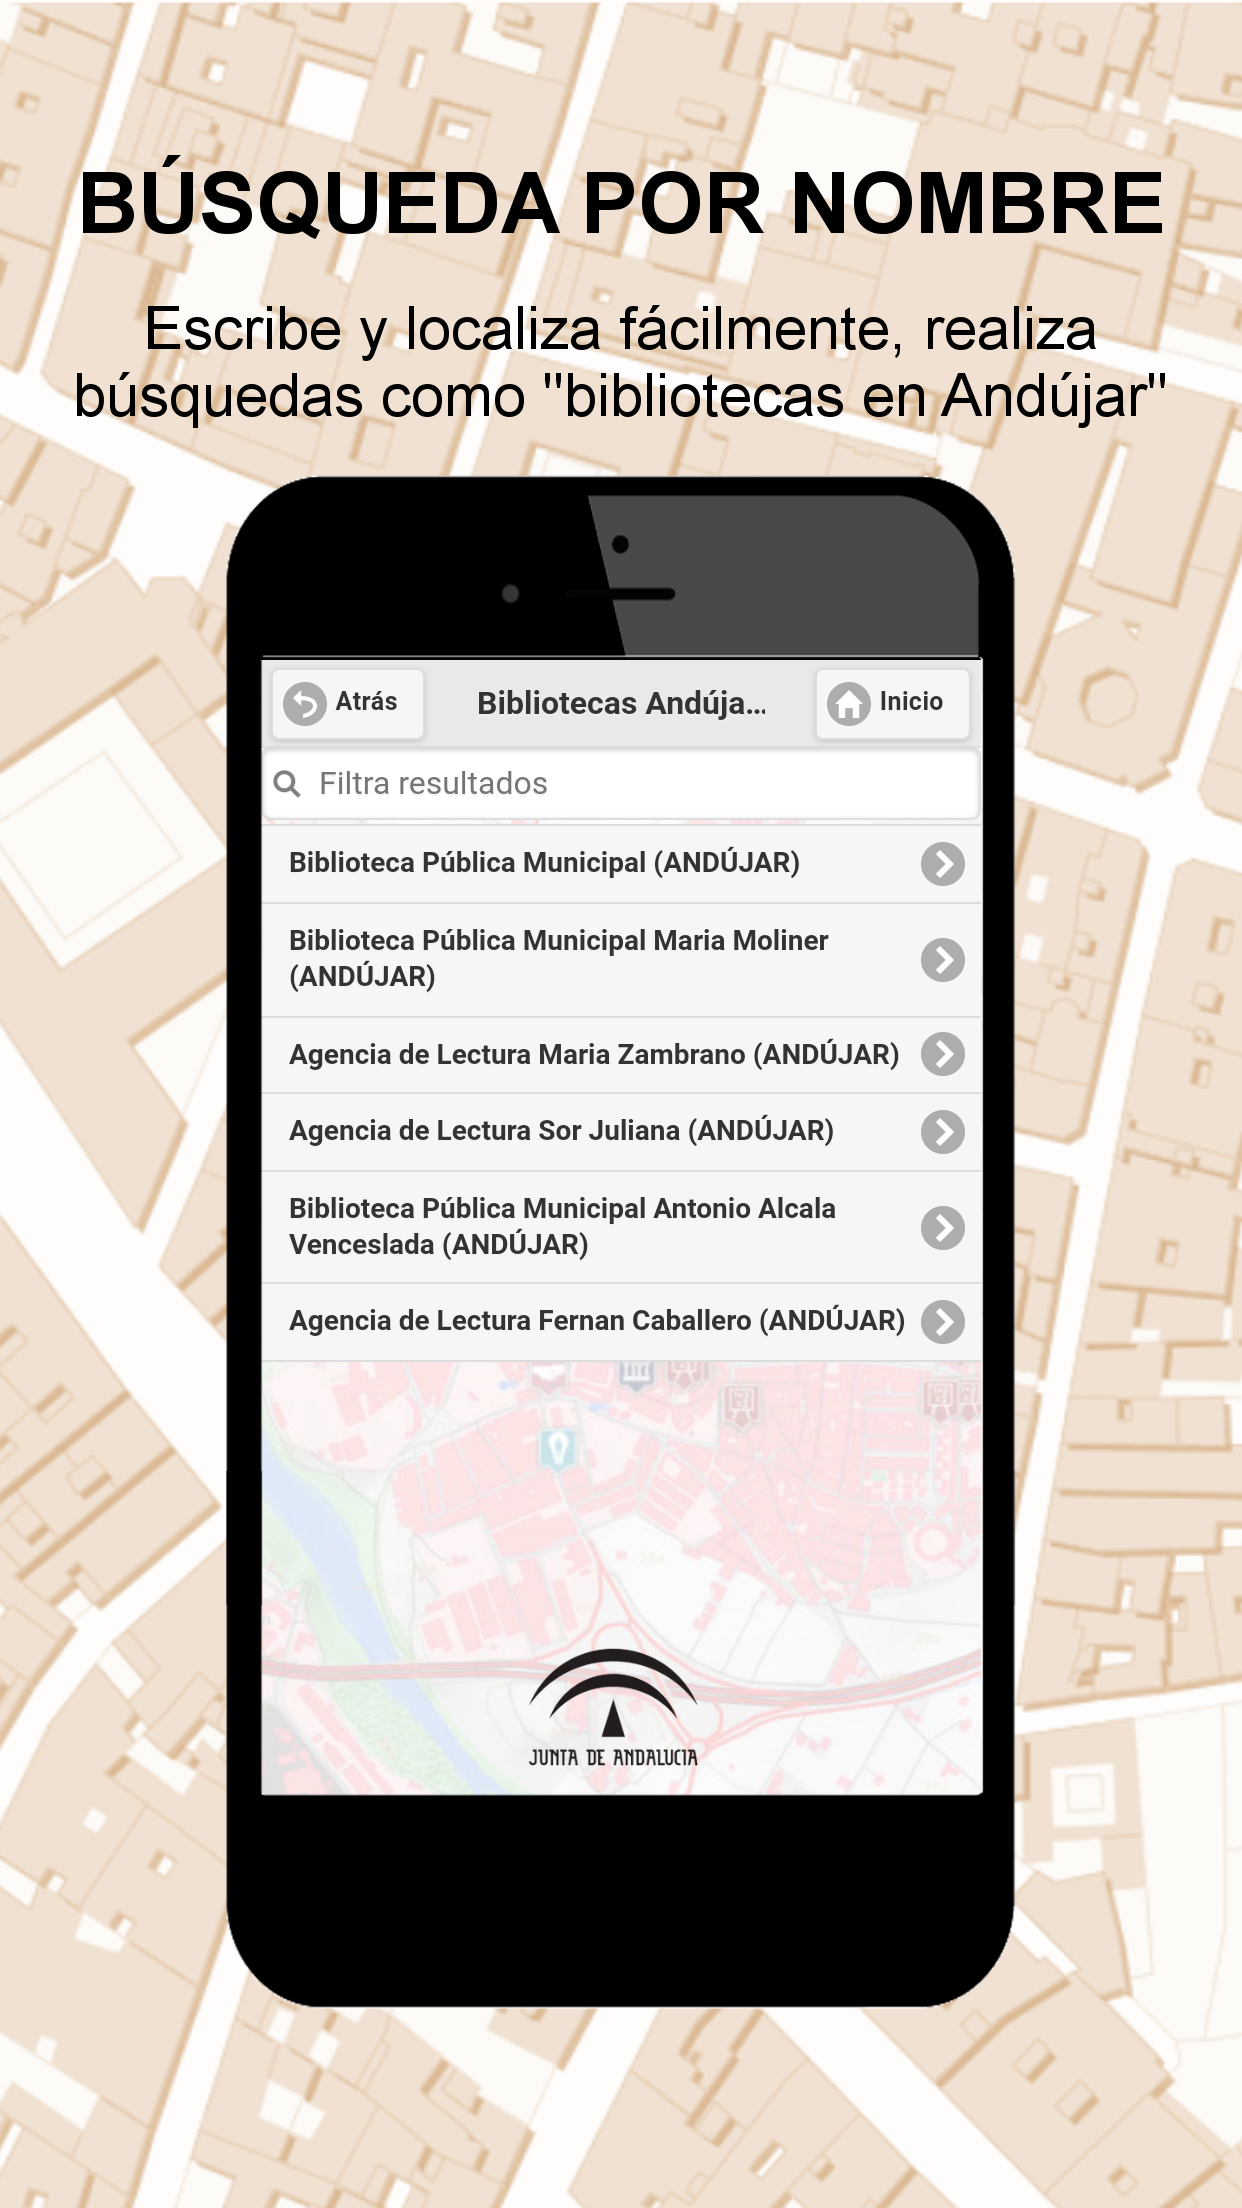 BÚSQUEDA POR NOMBRE
Escribe y localiza fácilmente, realiza
búsquedas como "bibliotecas en Andújar"
Atrás
Bibliotecas Andúja...
Inicio
Filtra resultados
Biblioteca Pública Municipal (ANDÚJAR)
Biblioteca Pública Municipal Maria Moliner
(ANDÚJAR)
Agencia de Lectura Maria Zambrano (ANDÚJAR)
Agencia de Lectura Sor Juliana (ANDÚJAR)
Biblioteca Pública Municipal Antonio Alcala
Venceslada (ANDÚJAR)
Agencia de Lectura Fernan Caballero (ANDÚJAR)
204
JUNTA DE ANDALUCIA